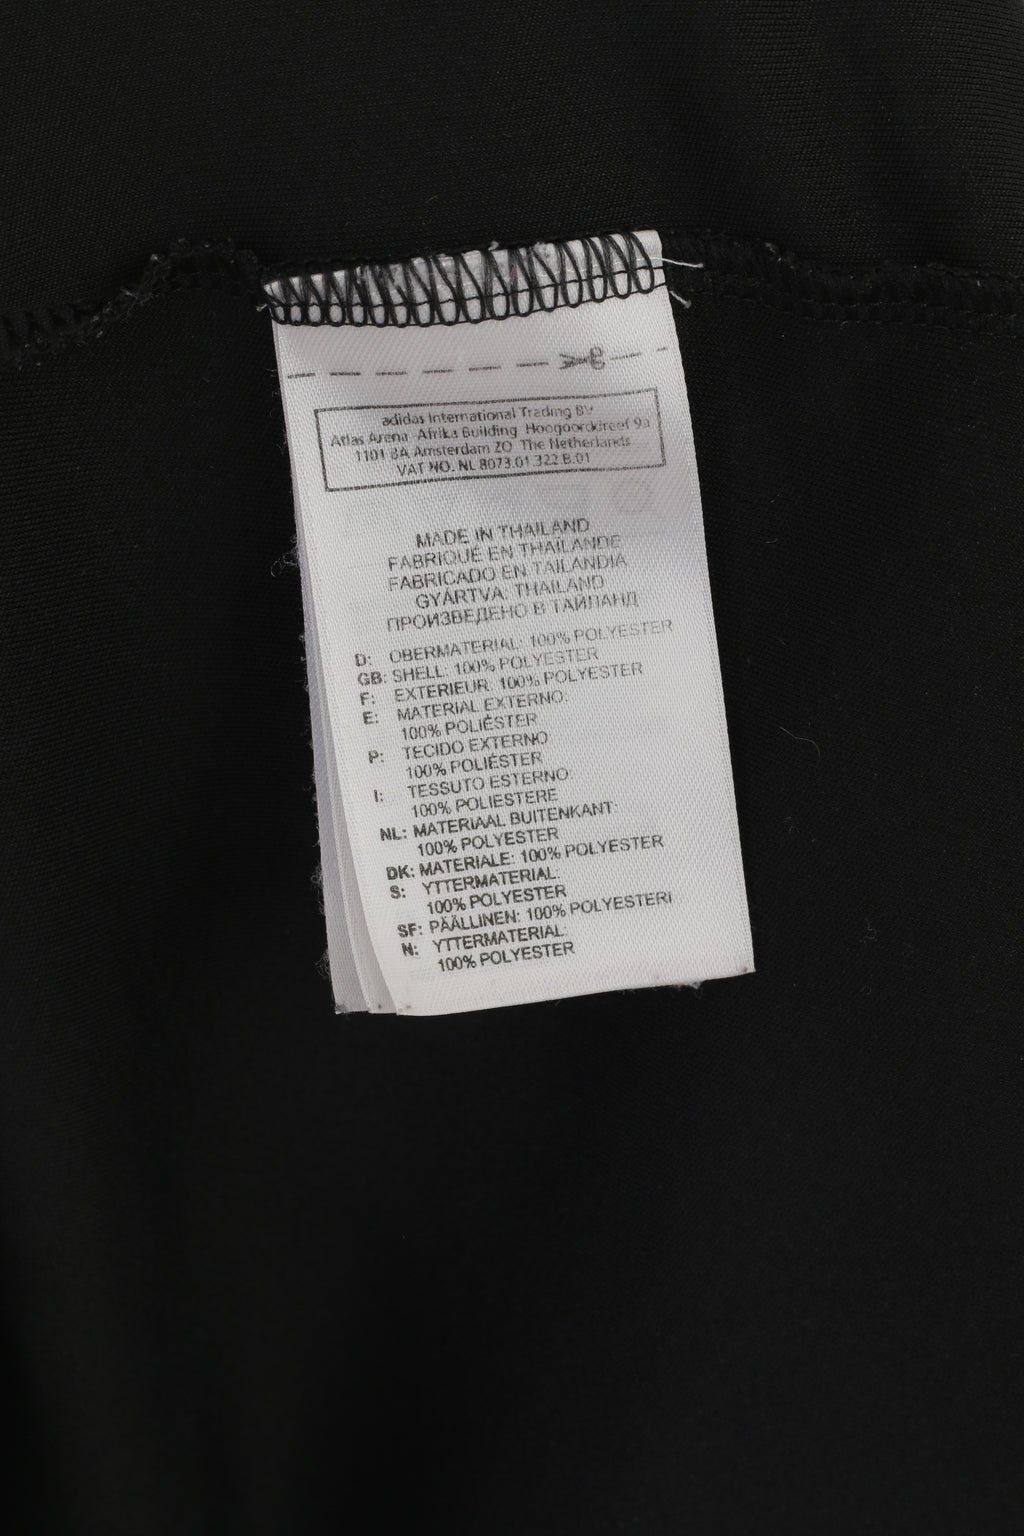 adidas International Trading BV
Atlas Arena Afrika Building Hoogoorddreef 9a
1101 BA Amsterdam ZO The Netherlands
VAT NO. NL 8073.01.322.B.01
MADE IN THAILAND
FABRIQUÉ EN THAÏLANDE
FABRICADO EN TAILANDIA
GYÁRTVA: THAILAND
ПРОИЗВЕДЕНО В ТАЙЛАНД
D: OBERMATERIAL: 100% POLYESTER
GB: SHELL: 100% POLYESTER
F: EXTERIEUR: 100% POLYESTER
E: MATERIAL EXTERNO:
100% POLIÉSTER
P: TECIDO EXTERNO:
100% POLIÉSTER
I: TESSUTO ESTERNO:
100% POLIESTERE
NL: MATERIAAL BUITENKANT:
100% POLYESTER
DK: MATERIALE: 100% POLYESTER
S: YTTERMATERIAL:
100% POLYESTER
SF: PÄÄLLINEN: 100% POLYESTERI
N: YTTERMATERIAL:
100% POLYESTER